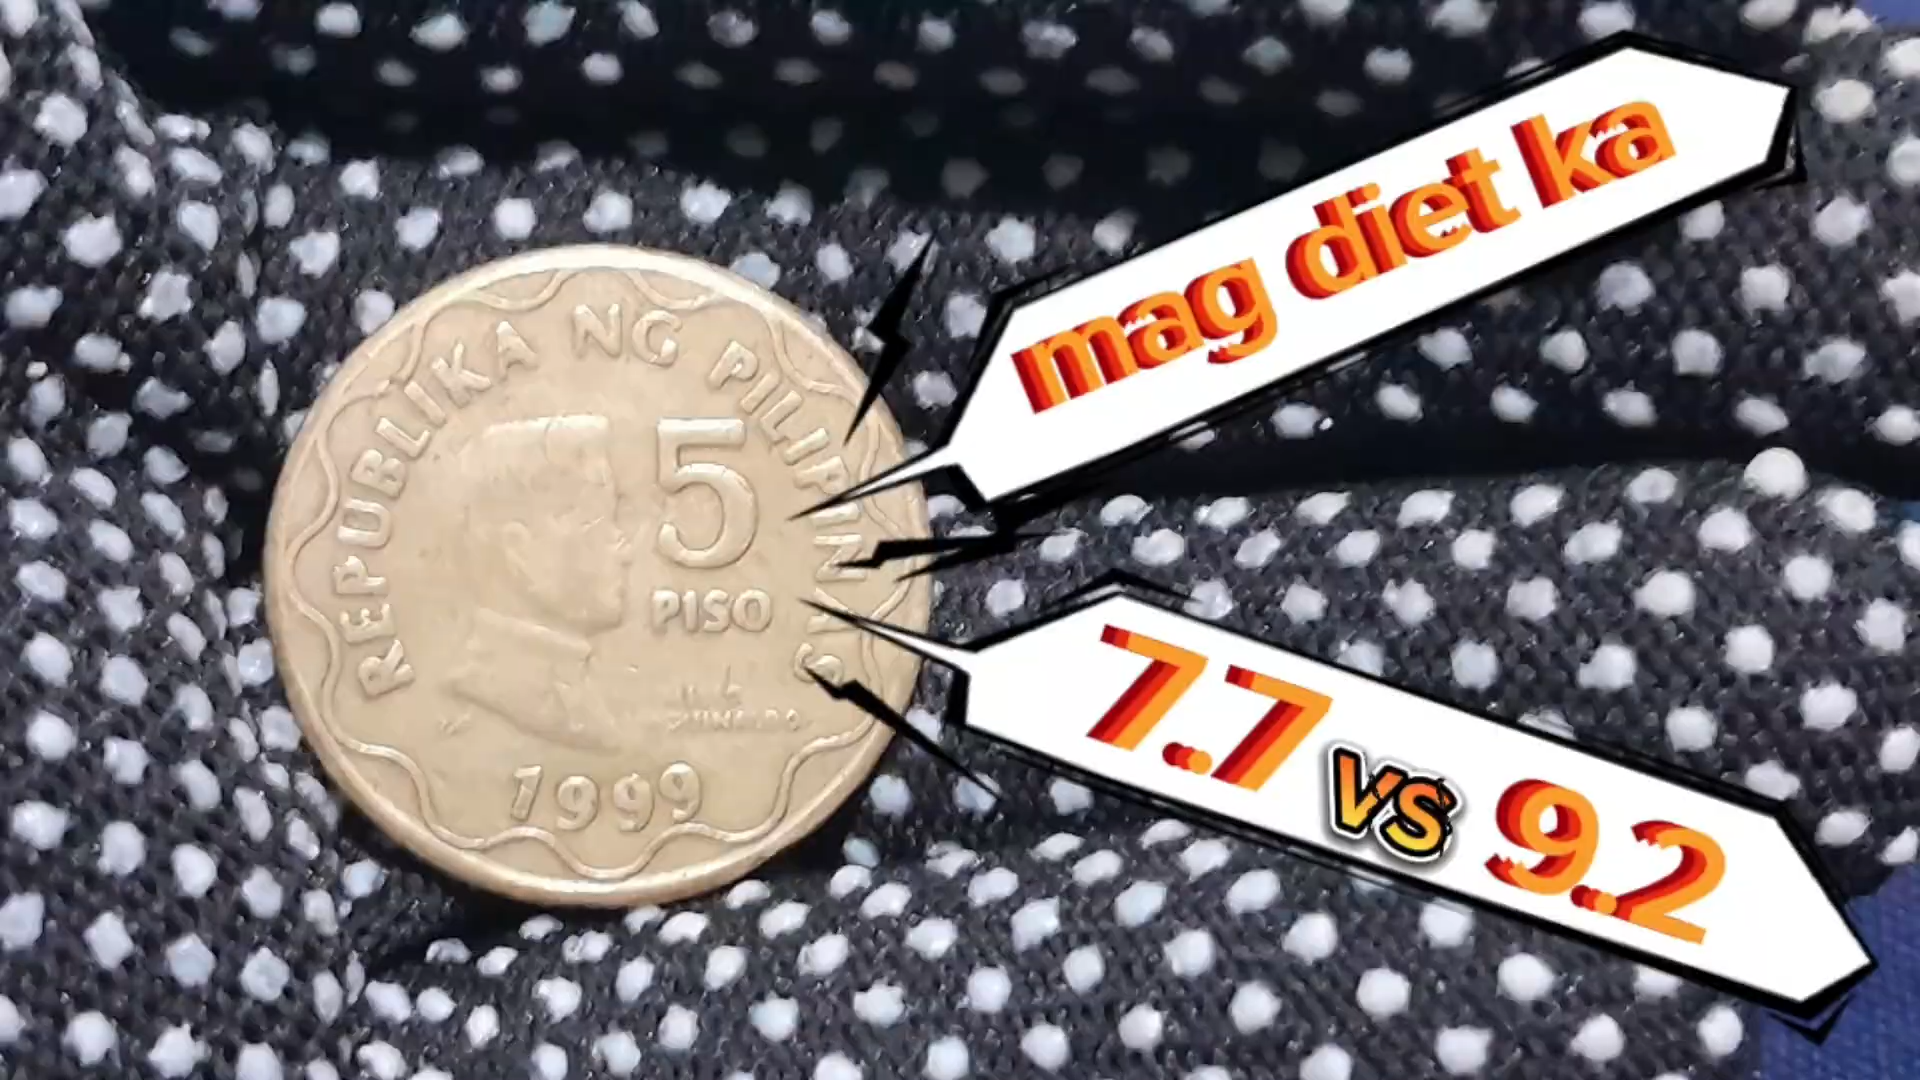 REPUBLIKA NG PILIPINAS
5
PISO
1999
mag diet ka
7.7 vs 9.2